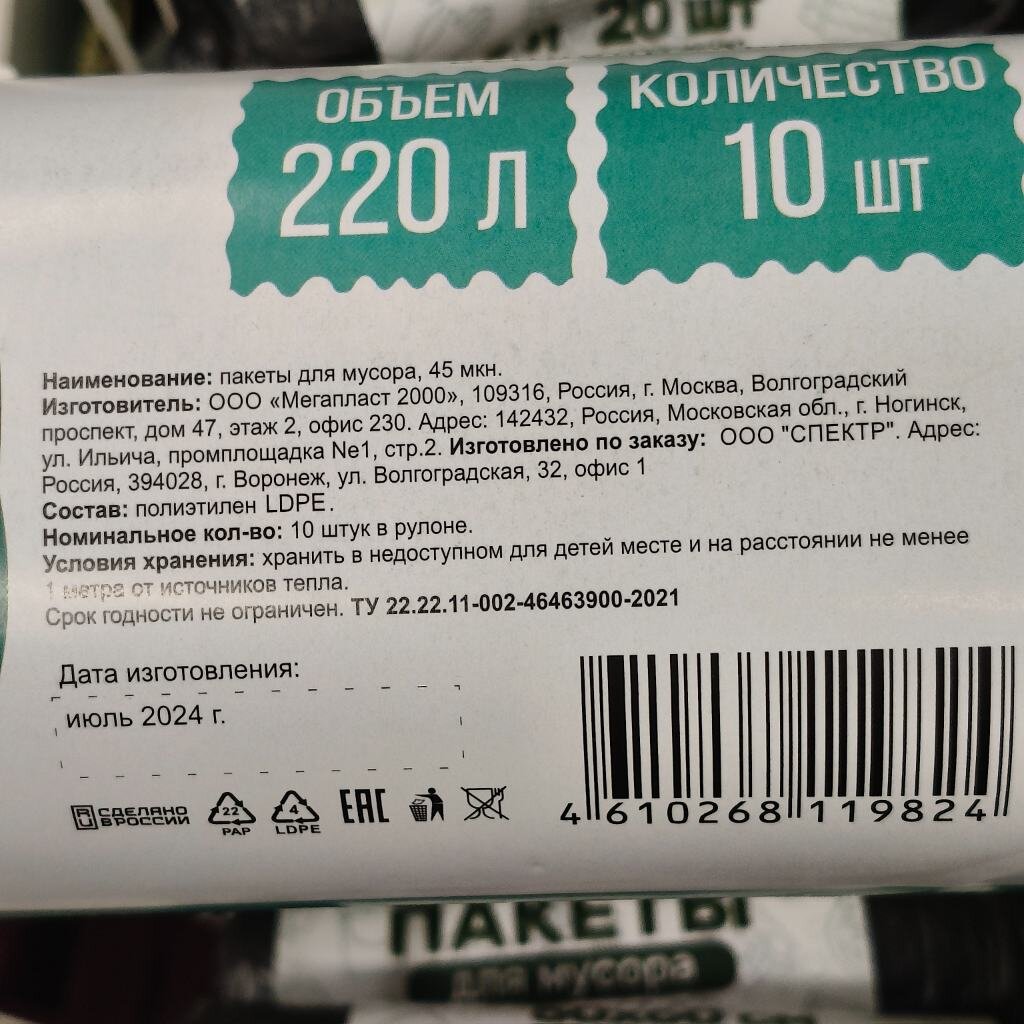 20 шт
ОБЪЕМ
220 л
КОЛИЧЕСТВО
10 шт
Наименование: пакеты для мусора, 45 мкн.
Изготовитель: ООО «Мегапласт 2000», 109316, Россия, г. Москва, Волгоградский
проспект, дом 47, этаж 2, офис 230. Адрес: 142432, Россия, Московская обл., г. Ногинск,
ул. Ильича, промплощадка №1, стр.2. Изготовлено по заказу: ООО "СПЕКТР". Адрес:
Россия, 394028, г. Воронеж, ул. Волгоградская, 32, офис 1
Состав: полиэтилен LDPE.
Номинальное кол-во: 10 штук в рулоне.
Условия хранения: хранить в недоступном для детей месте и на расстоянии не менее
1 метра от источников тепла.
Срок годности не ограничен. ТУ 22.22.11-002-46463900-2021
Дата изготовления:
июль 2024 г.
СДЕЛАНО
В РОССИИ
22
PAP
4
LDPE
EAC
4 610268 119824
ПАКЕТЫ
для мусора